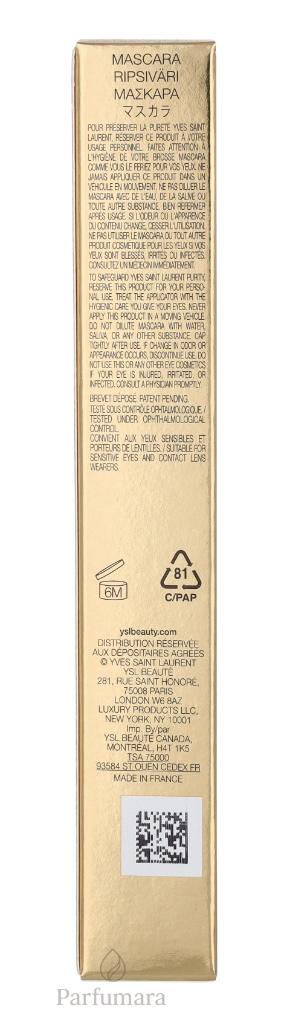 MASCARA
RIPSIVÄRI
ΜΑΣΚΑΡΑ
マスカラ
POUR PRÉSERVER LA PURETÉ YVES SAINT
LAURENT, RÉSERVER CE PRODUIT À VOTRE
USAGE PERSONNEL. FAITES ATTENTION À
L'HYGIÈNE DE VOTRE BROSSE MASCARA
COMME VOUS LE FERIEZ POUR VOS YEUX. NE
JAMAIS APPLIQUER CE PRODUIT DANS UN
VÉHICULE EN MOUVEMENT. NE PAS DILUER LE
MASCARA AVEC DE L'EAU, DE LA SALIVE OU
TOUTE AUTRE SUBSTANCE. BIEN REFERMER
APRÈS USAGE. SI L'ODEUR OU L'APPARENCE
DU CONTENU CHANGE, CESSER L'UTILISATION.
NE PAS UTILISER LE MASCARA OU TOUT AUTRE
PRODUIT COSMETIQUE POUR LES YEUX SI VOS
YEUX SONT BLESSÉS, IRRITÉS OU INFECTÉS.
CONSULTEZ UN MEDECIN IMMÉDIATEMENT.
TO SAFEGUARD YVES SAINT LAURENT PURITY,
RESERVE THIS PRODUCT FOR YOUR PERSO-
NAL USE. TREAT THE APPLICATOR WITH THE
HYGIENIC CARE YOU GIVE YOUR EYES. NEVER
APPLY THIS PRODUCT IN A MOVING VEHICLE.
DO NOT DILUTE MASCARA WITH WATER,
SALIVA, OR ANY OTHER SUBSTANCE. CAP
TIGHTLY AFTER USE. IF CHANGE IN ODOR OR
APPEARANCE OCCURS, DISCONTINUE USE. DO
NOT USE THIS OR ANY OTHER EYE COSMETICS
IF YOUR EYE IS INJURED, IRRITATED, OR
INFECTED. CONSULT A PHYSICIAN PROMPTLY.
BREVET DÉPOSÉ. PATENT PENDING.
TESTÉ SOUS CONTRÔLE OPHTALMOLOGIQUE. /
TESTED UNDER OPHTHALMOLOGICAL
CONTROL.
CONVIENT AUX YEUX SENSIBLES ET
PORTEURS DE LENTILLES. / SUITABLE FOR
SENSITIVE EYES AND CONTACT LENS
WEARERS.
6M
81
C/PAP
yslbeauty.com
DISTRIBUTION RÉSERVÉE
AUX DÉPOSITAIRES AGRÉÉS
© YVES SAINT LAURENT
YSL BEAUTÉ
281, RUE SAINT HONORÉ,
75008 PARIS
LONDON W6 8AZ
LUXURY PRODUCTS LLC,
NEW YORK, NY 10001
Imp. By/par
YSL BEAUTÉ CANADA,
MONTRÉAL, H4T 1K5
TSA 75000
93584 ST OUEN CEDEX FR
MADE IN FRANCE
Parfumara